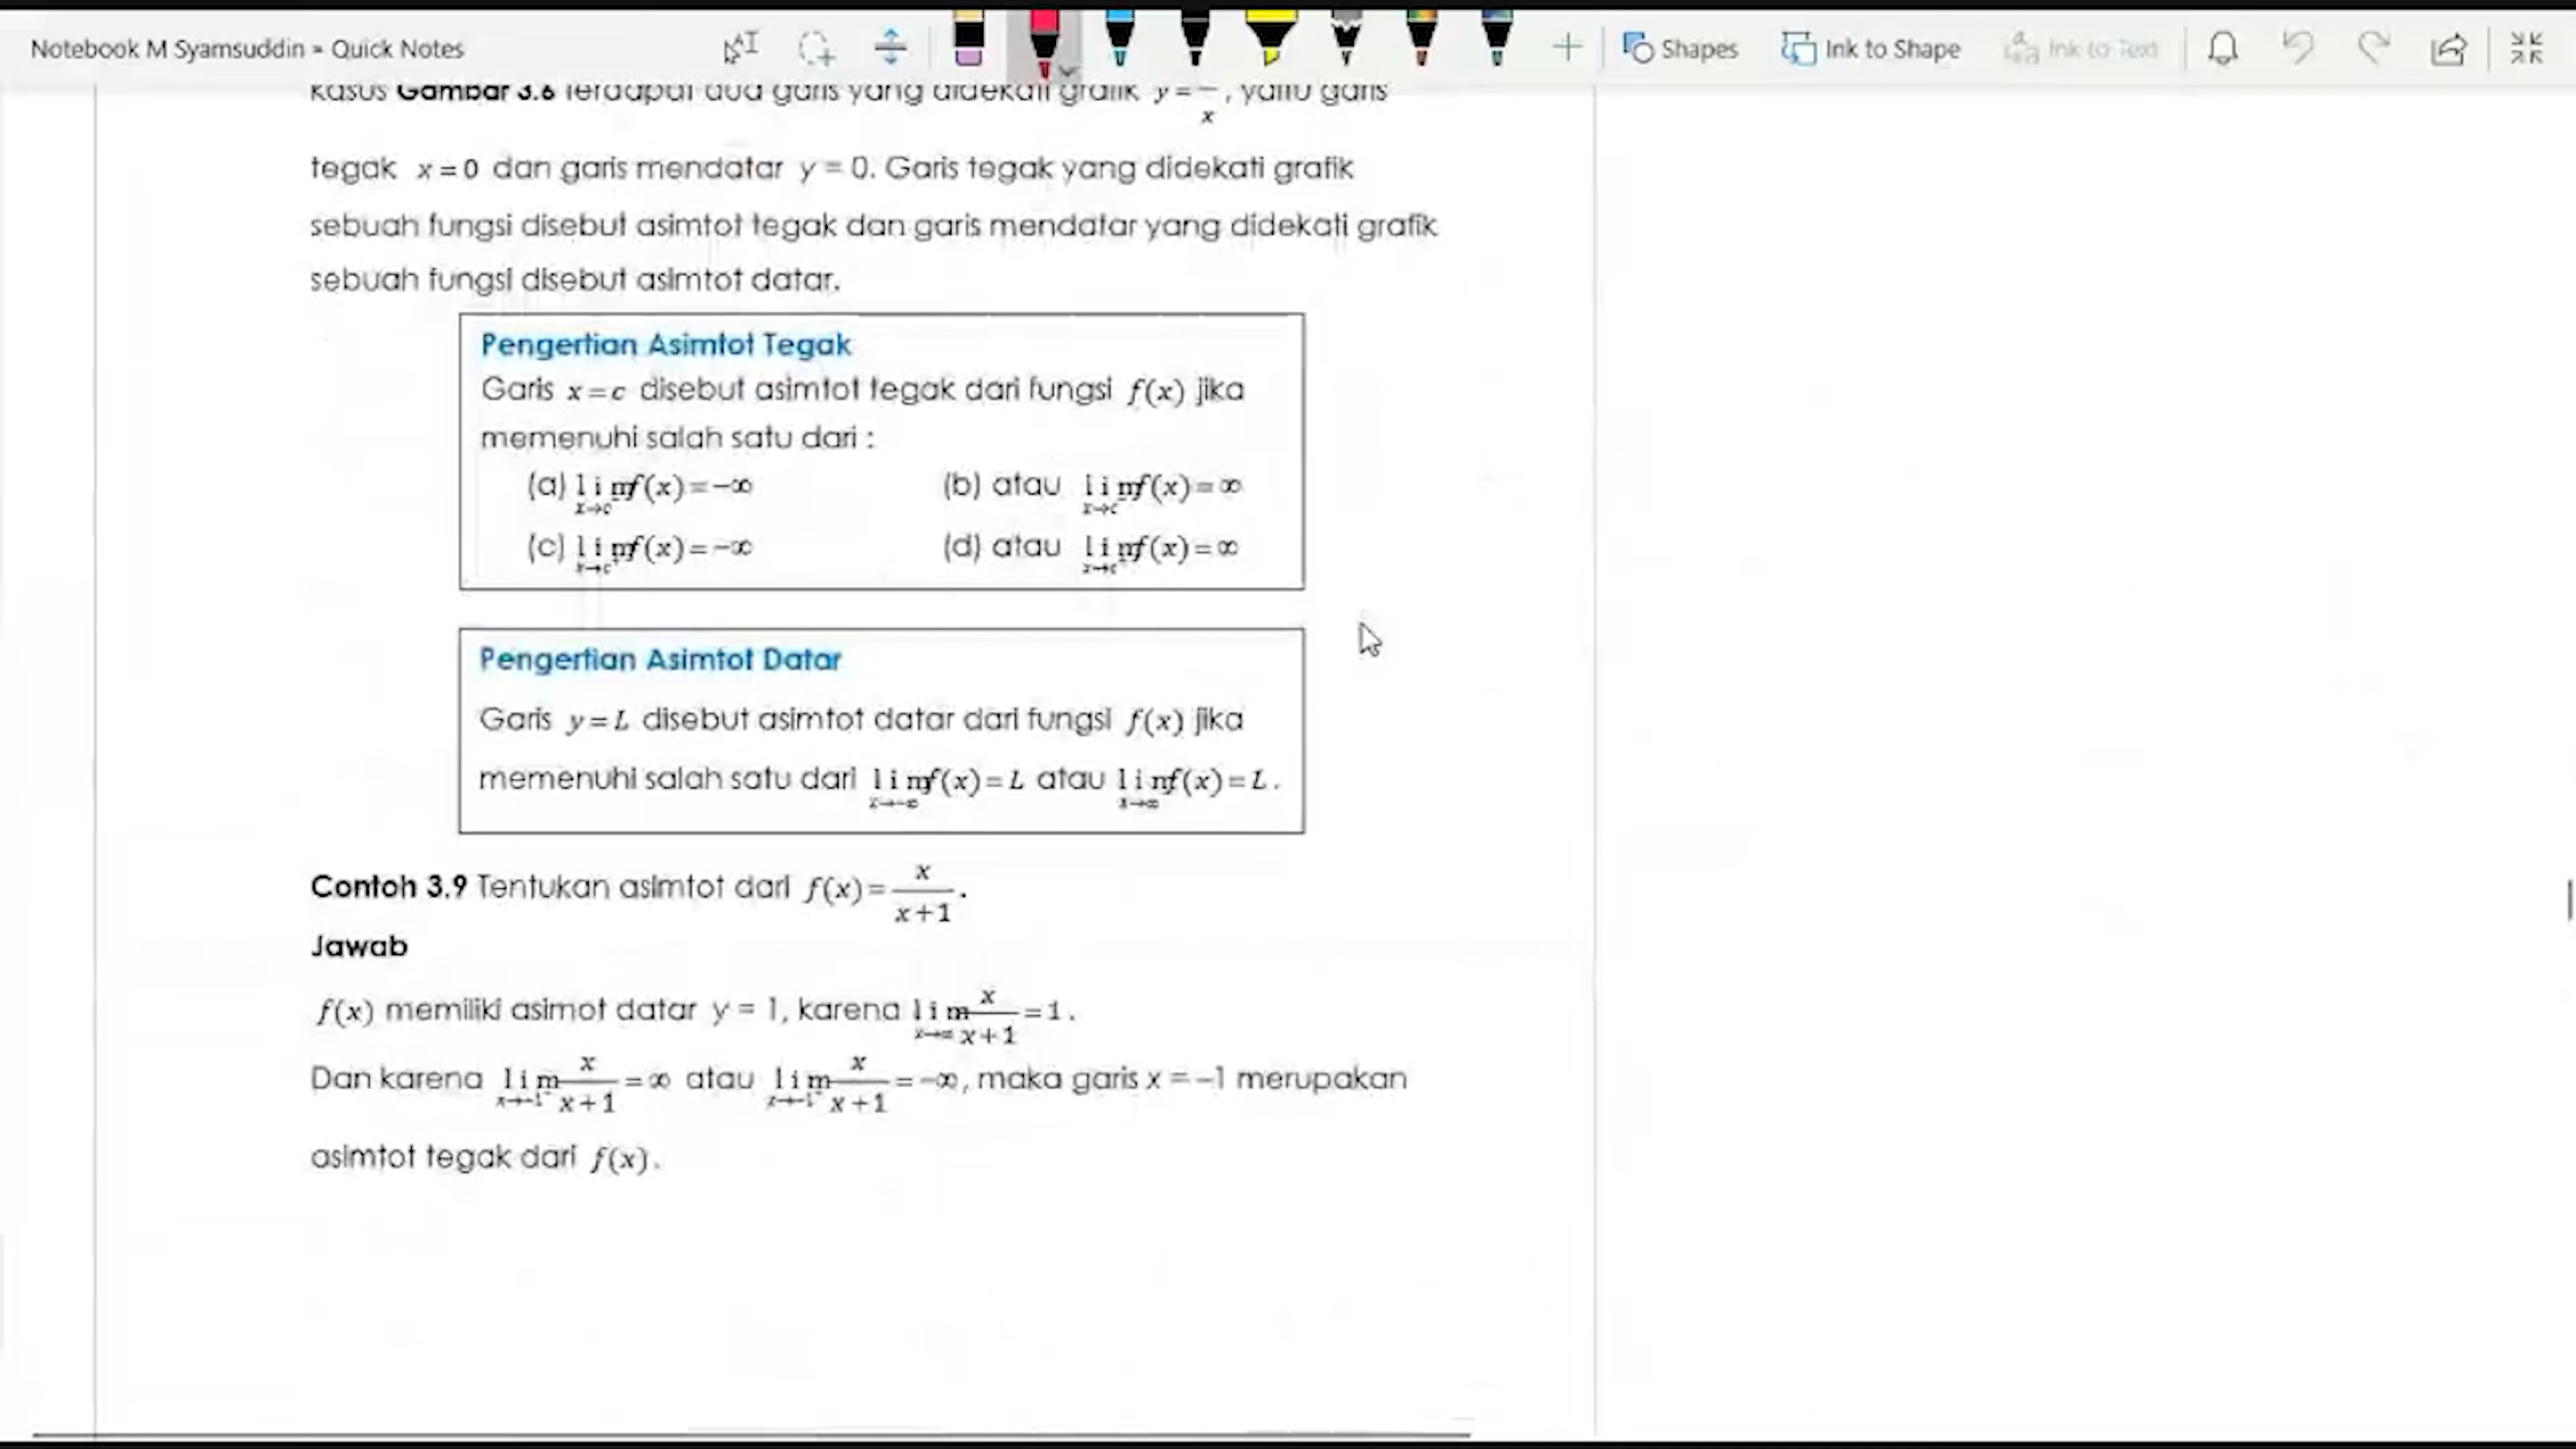 Notebook M Syamsuddin » Quick Notes
Shapes
Ink to Shape
Ink to Text
Kasus Gambar 3.6 terdapat dua garis yang didekati grafik y = –/x , yaitu garis
tegak x = 0 dan garis mendatar y = 0. Garis tegak yang didekati grafik
sebuah fungsi disebut asimtot tegak dan garis mendatar yang didekati grafik
sebuah fungsi disebut asimtot datar.
Pengertian Asimtot Tegak
Garis x = c disebut asimtot tegak dari fungsi f(x) jika
memenuhi salah satu dari :
(a) lim x→c⁻ f(x) = −∞ (b) atau lim x→c⁻ f(x) = ∞
(c) lim x→c⁺ f(x) = −∞ (d) atau lim x→c⁺ f(x) = ∞
Pengertian Asimtot Datar
Garis y = L disebut asimtot datar dari fungsi f(x) jika
memenuhi salah satu dari lim x→−∞ f(x) = L atau lim x→∞ f(x) = L.
Contoh 3.9 Tentukan asimtot dari f(x) = x/(x+1).
Jawab
f(x) memiliki asimot datar y = 1, karena lim x→∞ x/(x+1) = 1.
Dan karena lim x→−1⁻ x/(x+1) = ∞ atau lim x→−1⁺ x/(x+1) = −∞, maka garis x = −1 merupakan
asimtot tegak dari f(x).